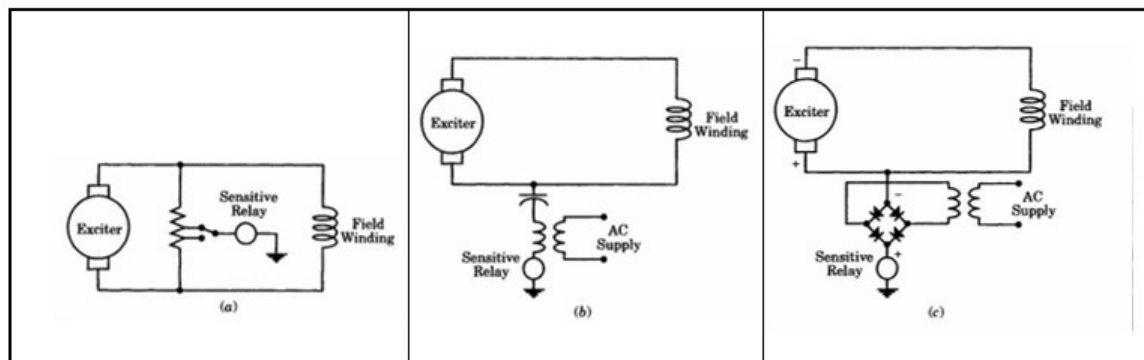 Exciter
Sensitive
Relay
Field
Winding
(a)
Exciter
Field
Winding
AC
Supply
Sensitive
Relay
(b)
−
Exciter
+
Field
Winding
−
AC
Supply
+
Sensitive
Relay
(c)